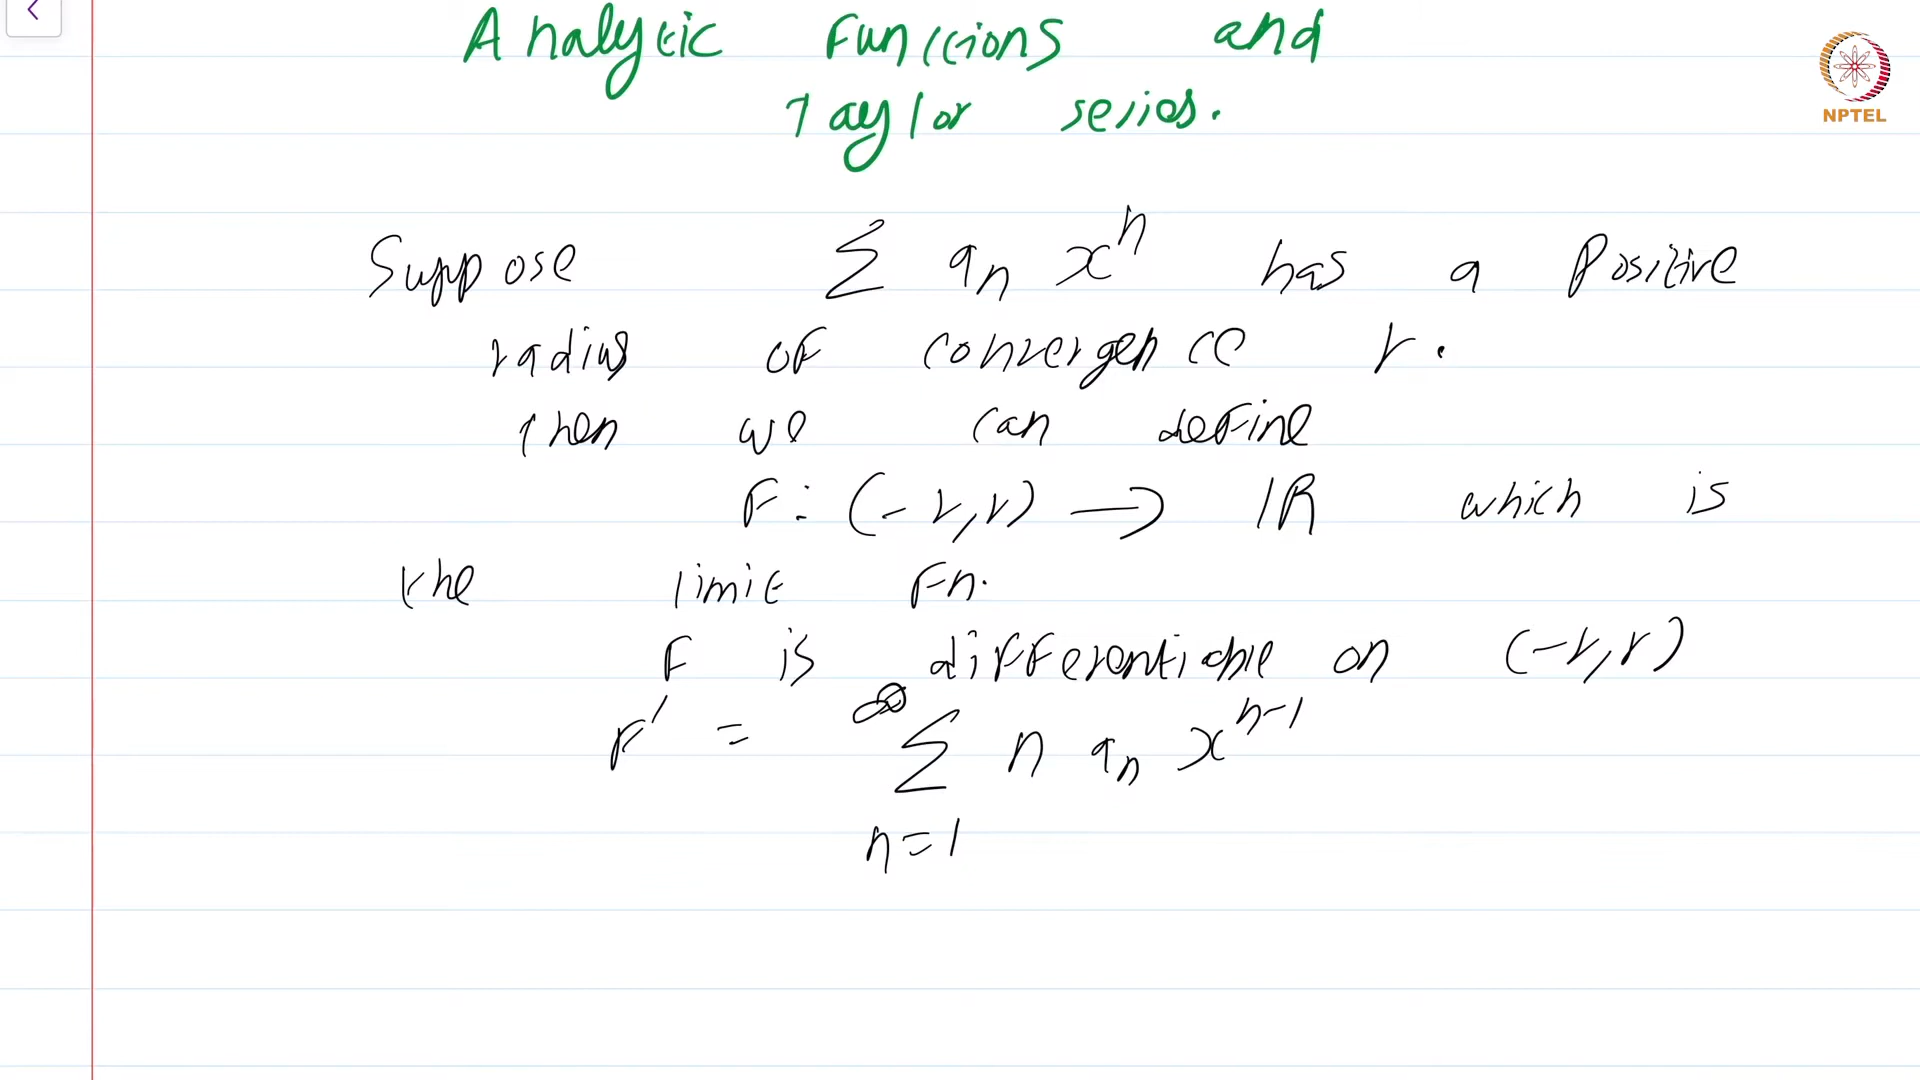 Analytic Functions and
Taylor series.
NPTEL
Suppose ∑ aₙ xⁿ has a Positive
radius of convergence r.
then we can define
F : (-r,r) ⟶ ℝ which is
the limit Fn.
F is differentiable on (-r,r)
F′ = ∞ ∑ n aₙ xⁿ⁻¹
n=1